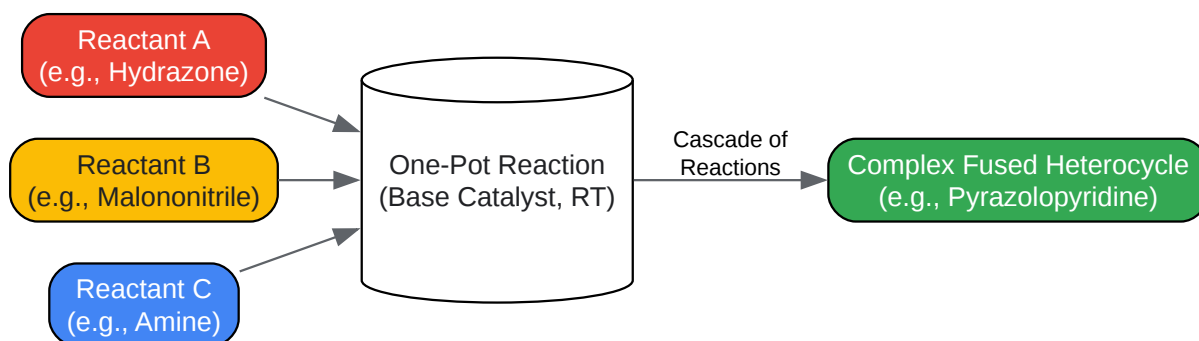 Reactant A
(e.g., Hydrazone)
Reactant B
(e.g., Malononitrile)
Reactant C
(e.g., Amine)
One-Pot Reaction
(Base Catalyst, RT)
Cascade of
Reactions
Complex Fused Heterocycle
(e.g., Pyrazolopyridine)